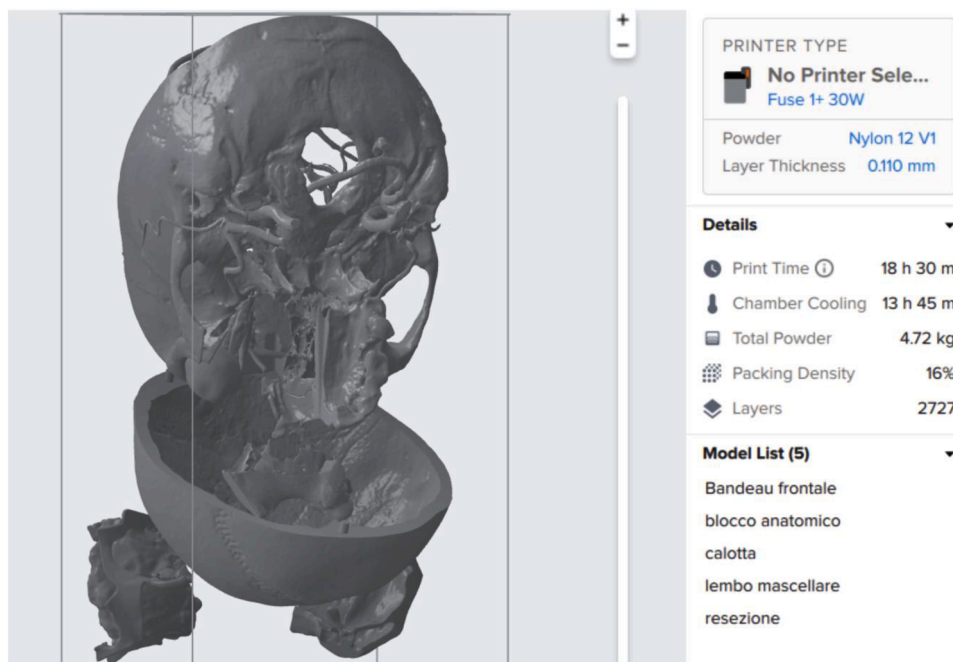 +
−
PRINTER TYPE
No Printer Sele...
Fuse 1+ 30W
Powder Nylon 12 V1
Layer Thickness 0.110 mm
Details
Print Time 18 h 30 m
Chamber Cooling 13 h 45 m
Total Powder 4.72 kg
Packing Density 16%
Layers 2727
Model List (5)
Bandeau frontale
blocco anatomico
calotta
lembo mascellare
resezione